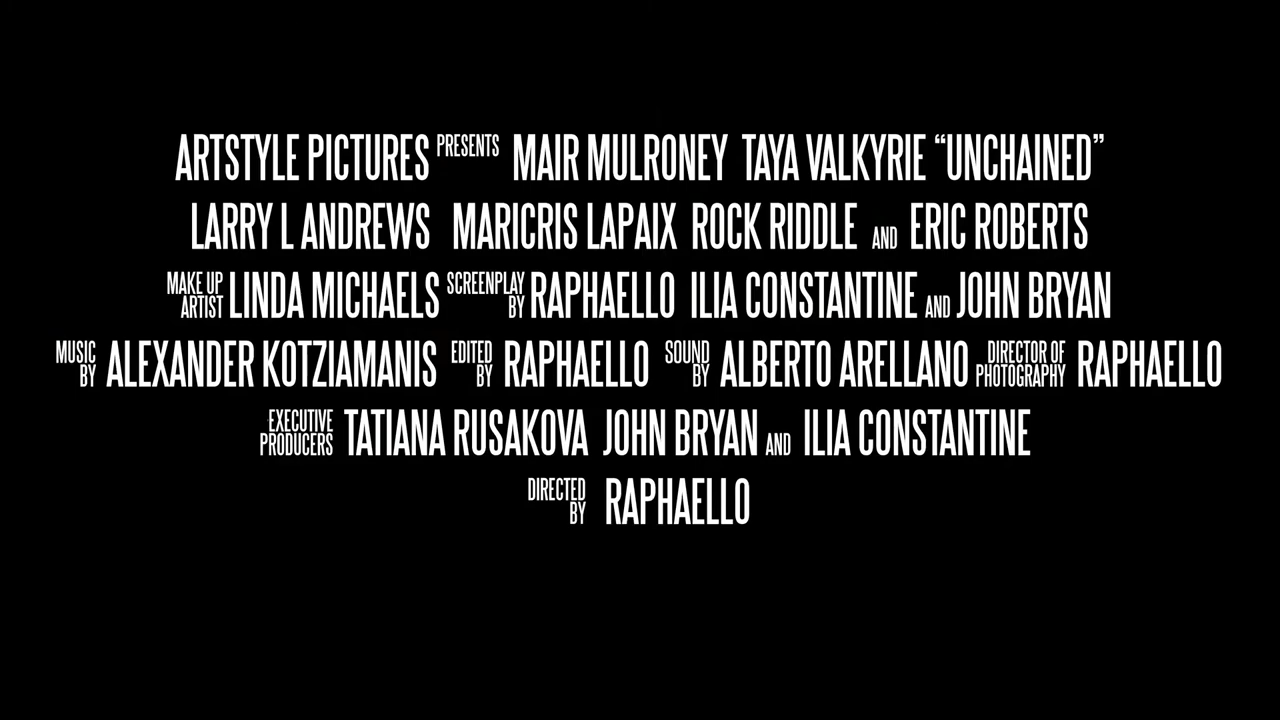 ARTSTYLE PICTURES PRESENTS MAIR MULRONEY TAYA VALKYRIE “UNCHAINED”
LARRY L ANDREWS MARICRIS LAPAIX ROCK RIDDLE AND ERIC ROBERTS
MAKE UP ARTIST LINDA MICHAELS SCREENPLAY BY RAPHAELLO ILIA CONSTANTINE AND JOHN BRYAN
MUSIC BY ALEXANDER KOTZIAMANIS EDITED BY RAPHAELLO SOUND BY ALBERTO ARELLANO DIRECTOR OF PHOTOGRAPHY RAPHAELLO
EXECUTIVE PRODUCERS TATIANA RUSAKOVA JOHN BRYAN AND ILIA CONSTANTINE
DIRECTED BY RAPHAELLO